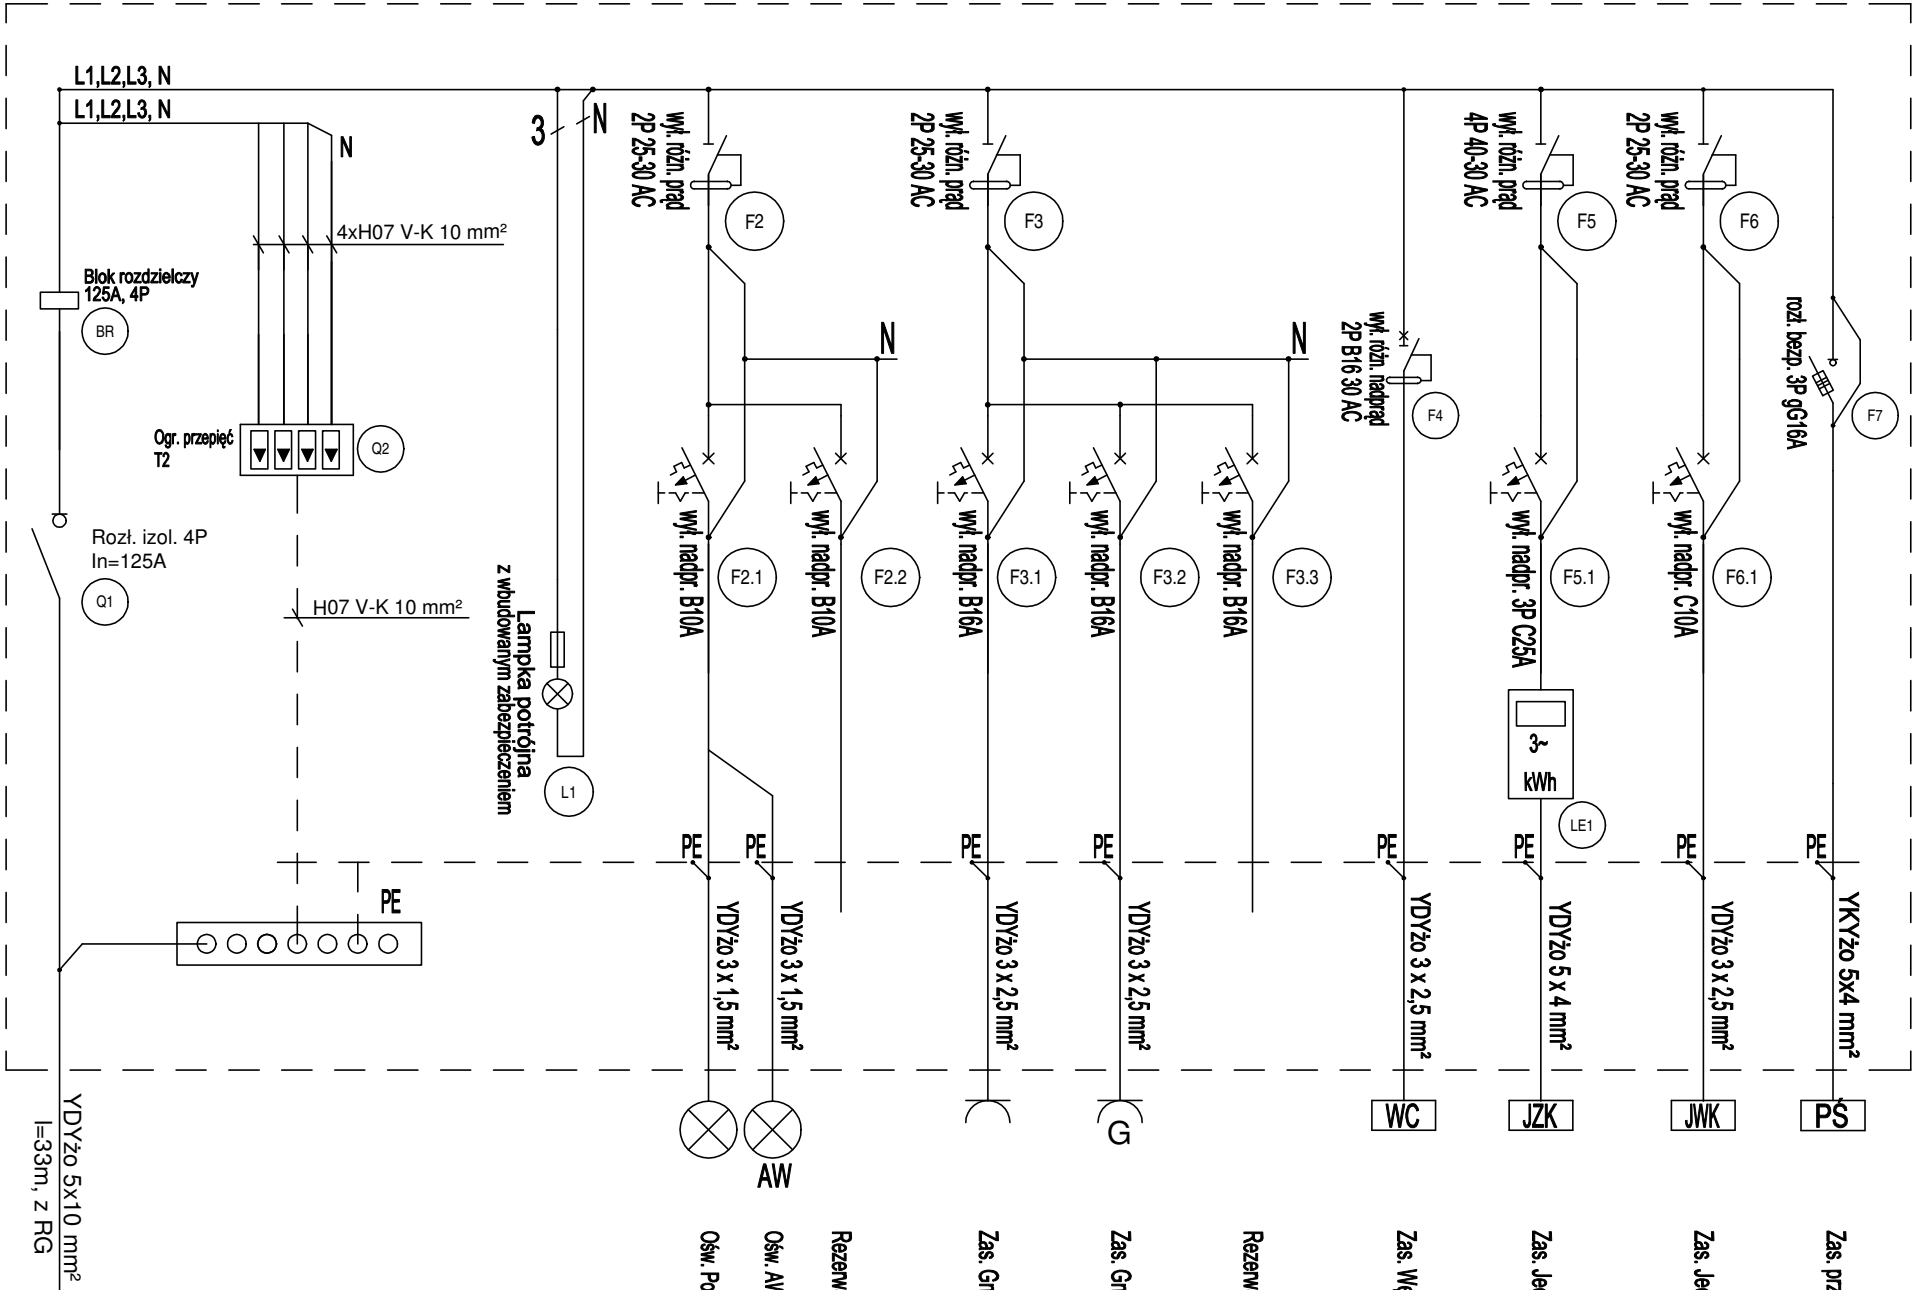 L1,L2,L3, N
L1,L2,L3, N
N
4xH07 V-K 10 mm²
Blok rozdzielczy
125A, 4P
BR
Ogr. przepięć
T2
Q2
Rozł. izol. 4P
In=125A
Q1
H07 V-K 10 mm²
PE
YDYżo 5x10 mm²
l=33m, z RG
3
N
Lampka potrójna
z wbudowanym zabezpieczeniem
L1
wył. różn. prąd
2P 25-30 AC
F2
N
wył. nadpr. B10A
F2.1
wył. nadpr. B10A
F2.2
PE
PE
YDYżo 3 x 1,5 mm²
YDYżo 3 x 1,5 mm²
AW
wył. różn. prąd
2P 25-30 AC
F3
N
wył. nadpr. B16A
F3.1
wył. nadpr. B16A
F3.2
wył. nadpr. B16A
F3.3
PE
PE
YDYżo 3 x 2,5 mm²
YDYżo 3 x 2,5 mm²
G
wył. różn. nadprąd
2P B16 30 AC
F4
PE
YDYżo 3 x 2,5 mm²
WC
wył. różn. prąd
4P 40-30 AC
F5
wył. nadpr. 3P C25A
F5.1
3~
kWh
LE1
PE
YDYżo 5 x 4 mm²
JZK
wył. różn. prąd
2P 25-30 AC
F6
wył. nadpr. C10A
F6.1
PE
YDYżo 3 x 2,5 mm²
JWK
rozł. bezp. 3P gG16A
F7
PE
YKYżo 5x4 mm²
PŚ
Ośw.
Ośw.
Zas.
Zas.
Zas.
Zas.
Zas.
Zas.